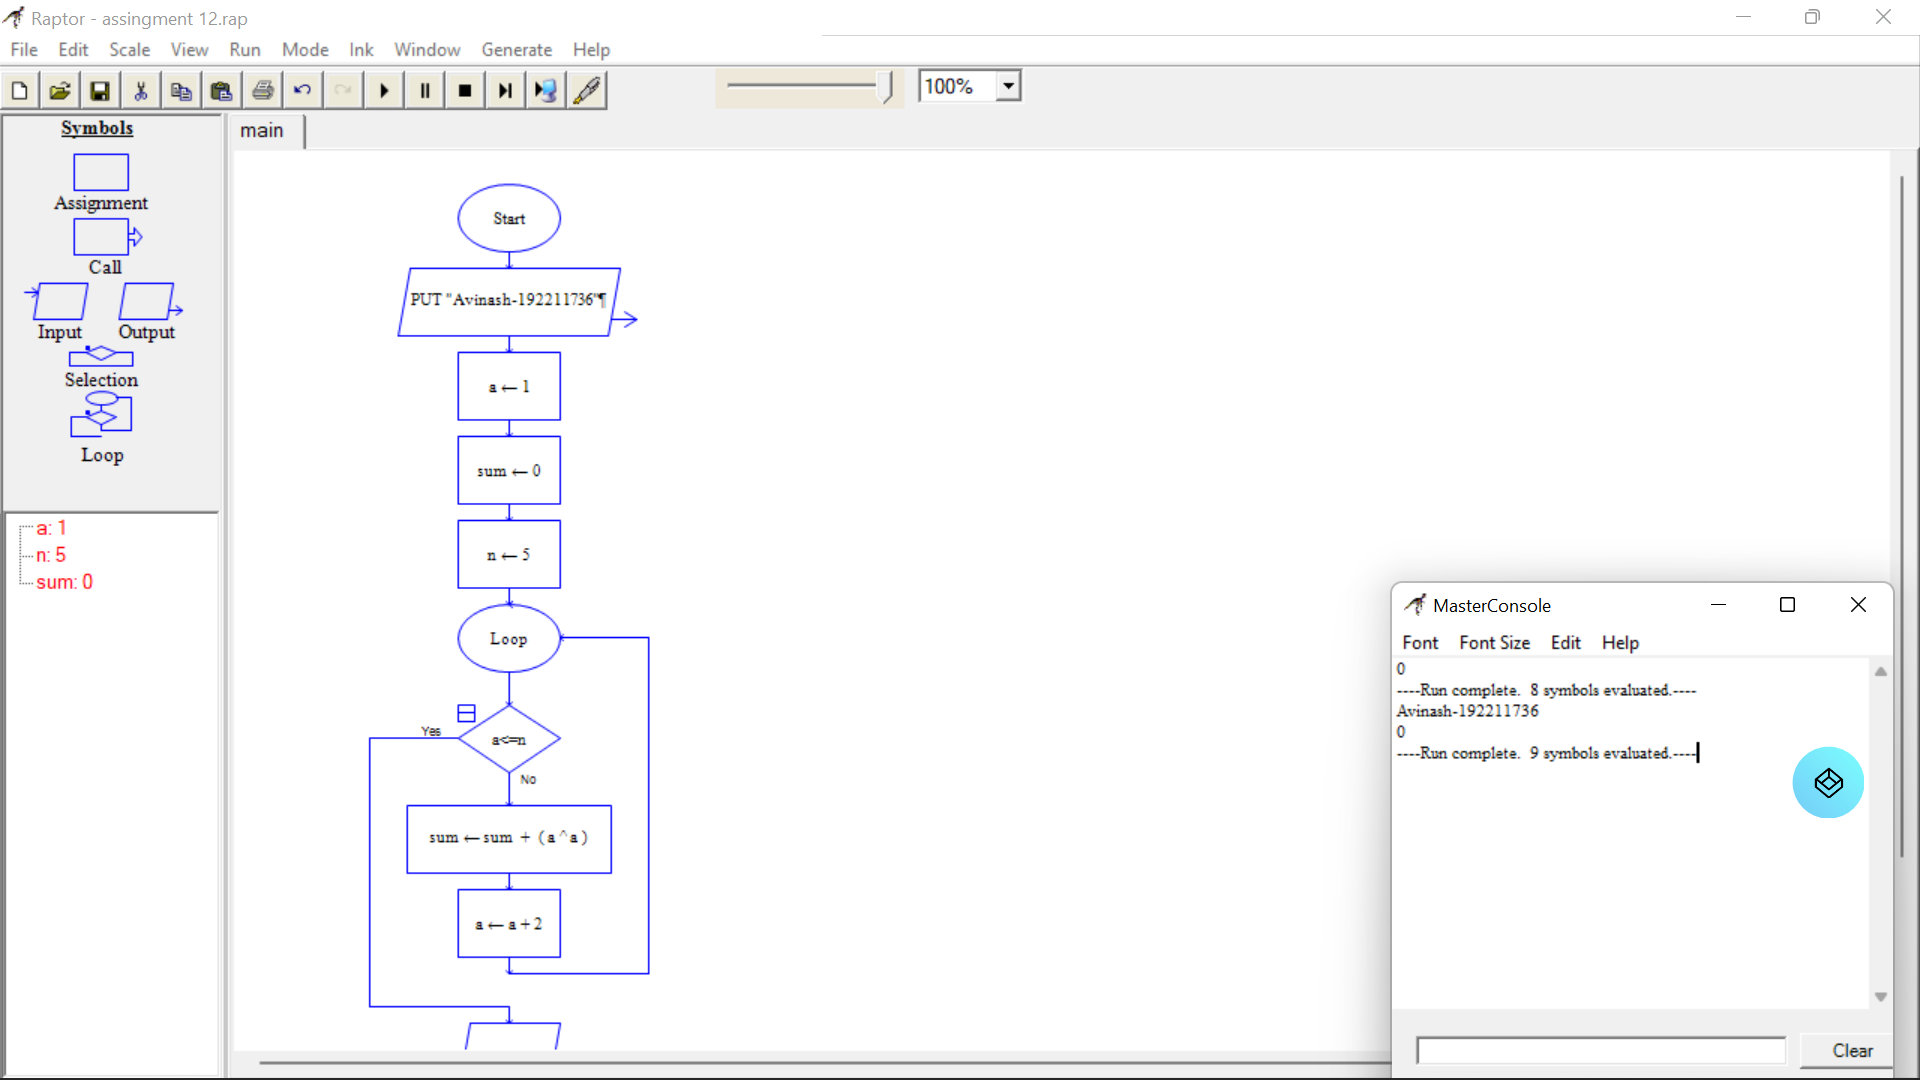 Raptor - assingment 12.rap
File Edit Scale View Run Mode Ink Window Generate Help
100%
Symbols
Assignment
Call
Input Output
Selection
Loop
a: 1
n: 5
sum: 0
main
Start
PUT "Avinash-192211736"¶
a ← 1
sum ← 0
n ← 5
Loop
Yes
a<=n
No
sum ← sum + (a^a)
a ← a + 2
MasterConsole
Font Font Size Edit Help
0
----Run complete. 8 symbols evaluated.----
Avinash-192211736
0
----Run complete. 9 symbols evaluated.----
Clear